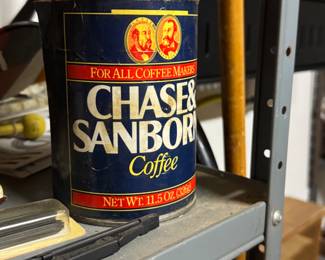 FOR ALL COFFEE MAKERS
CHASE&
SANBORN
Coffee
NET WT. 11.5 OZ. (326g)